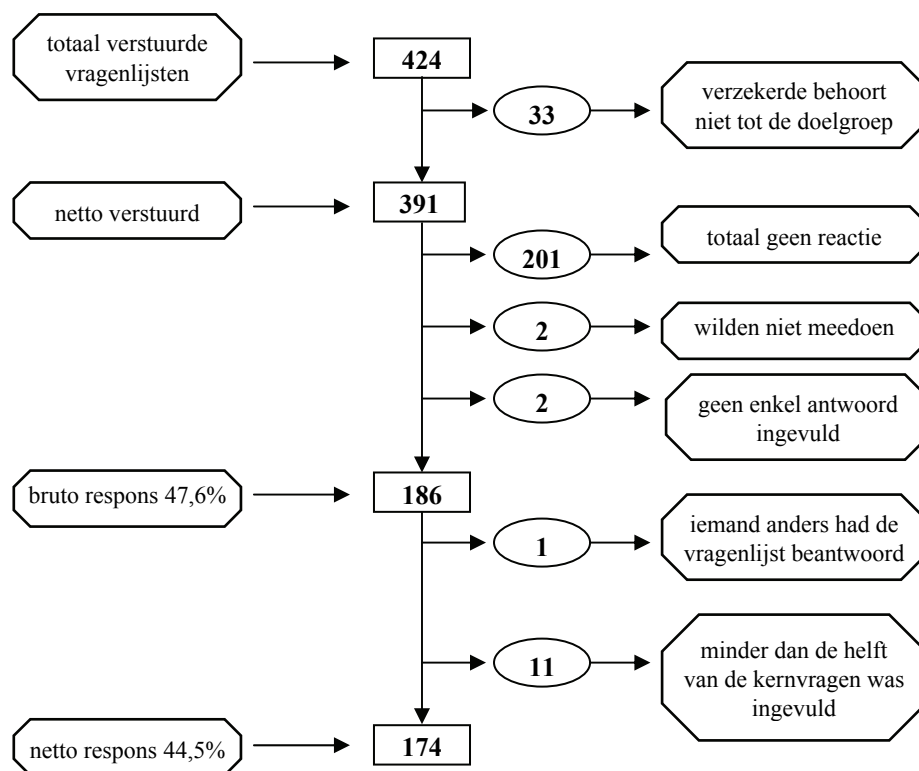 totaal verstuurde
vragenlijsten
424
33
verzekerde behoort
niet tot de doelgroep
netto verstuurd
391
201
totaal geen reactie
2
wilden niet meedoen
2
geen enkel antwoord
ingevuld
bruto respons 47,6%
186
1
iemand anders had de
vragenlijst beantwoord
11
minder dan de helft
van de kernvragen was
ingevuld
netto respons 44,5%
174